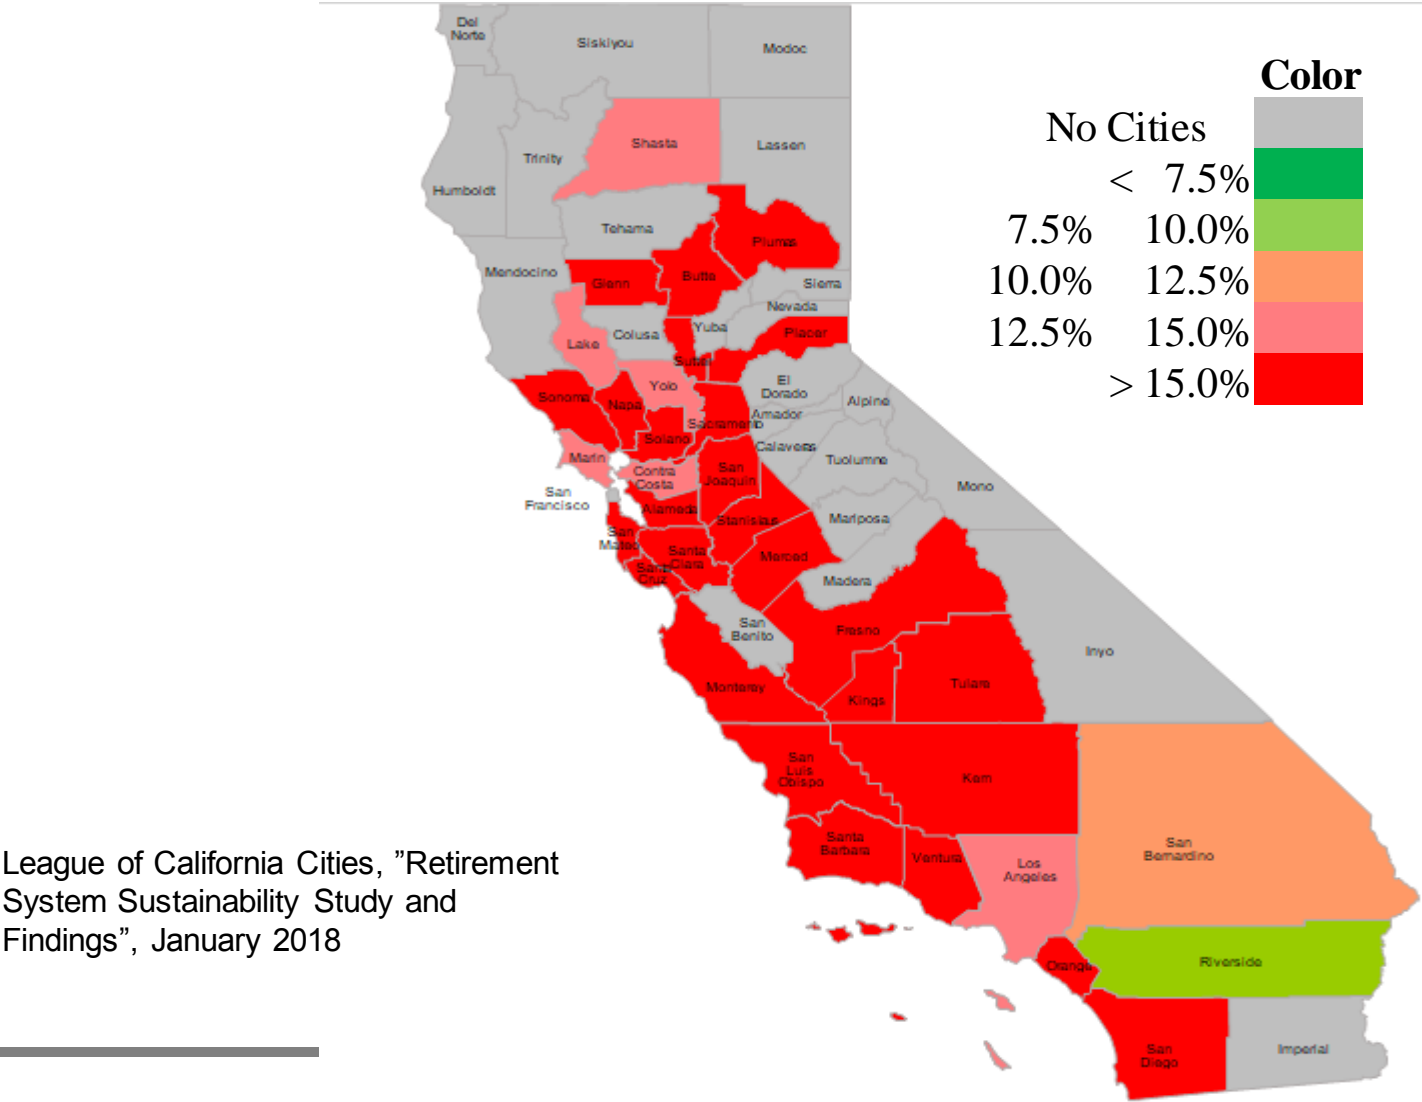 Del
Norte
Siskiyou
Modoc
Color
No Cities
< 7.5%
7.5% 10.0%
10.0% 12.5%
12.5% 15.0%
> 15.0%
Shasta
Lassen
Trinity
Humboldt
Tehama
Plumas
Mendocino
Glenn
Butte
Sierra
Nevada
Colusa
Yuba
Placer
Lake
Sutter
Yolo
El
Dorado
Sonoma
Napa
Alpine
Amador
Sacramento
Solano
Calaveras
Marin
Tuolumne
Contra
Costa
San
Joaquin
Mono
San
Francisco
Alameda
Stanislaus
Mariposa
San
Mateo
Santa
Clara
Merced
Santa
Cruz
Madera
San
Benito
Fresno
Inyo
Monterey
Kings
Tulare
San
Luis
Obispo
Kern
Santa
Barbara
Ventura
Los
Angeles
San
Bernardino
League of California Cities, ”Retirement
System Sustainability Study and
Findings”, January 2018
Orange
Riverside
San
Diego
Imperial